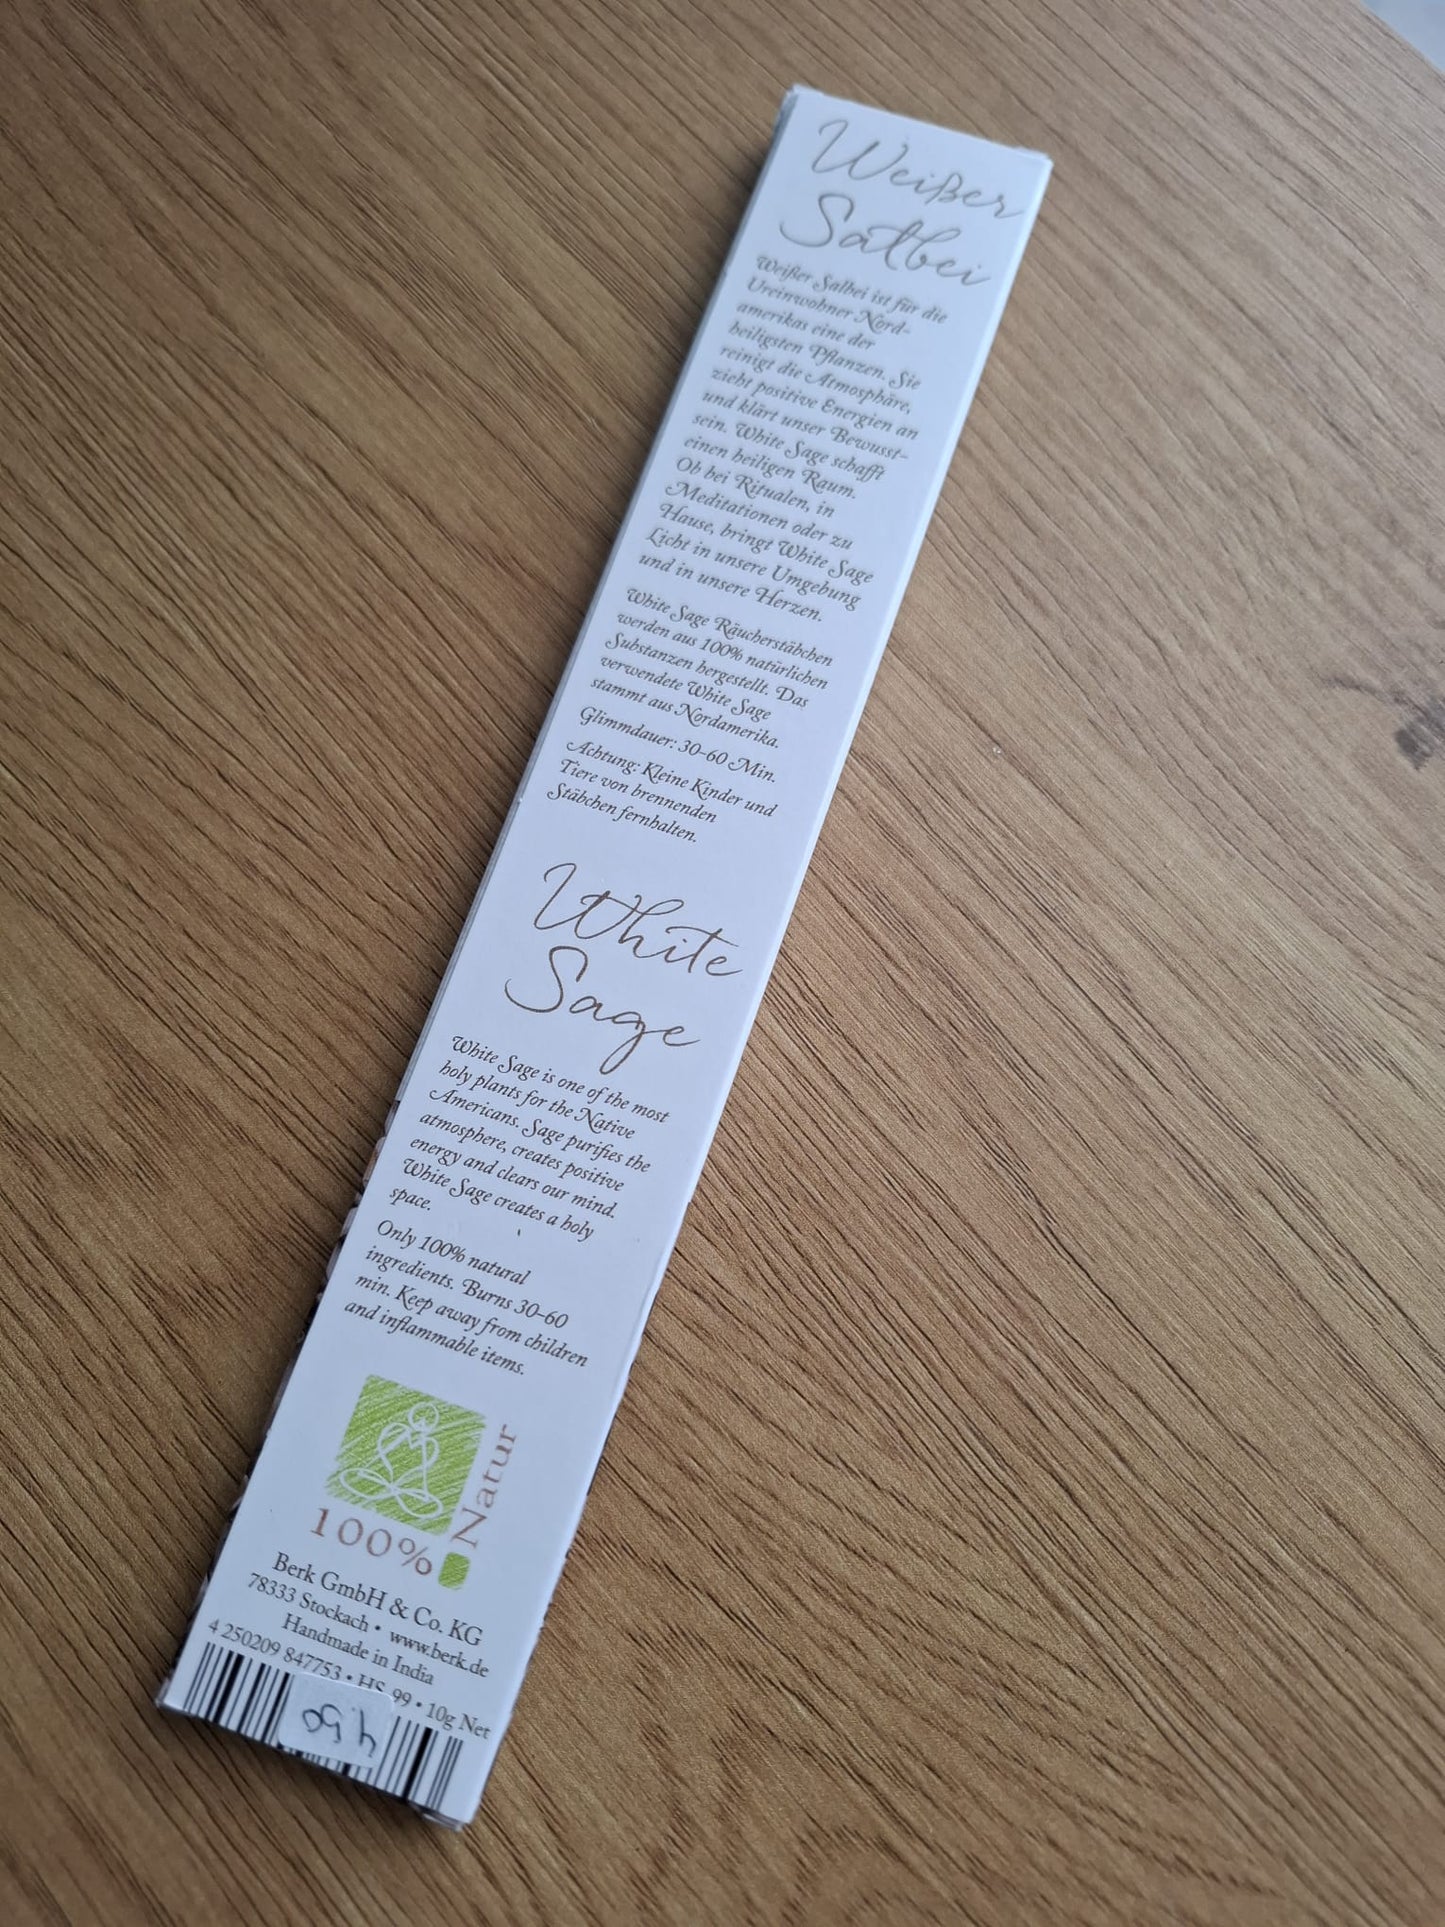 Weißer
Salbei
Weißer Salbei ist für die
Ureinwohner Nord-
amerikas eine der
heiligsten Pflanzen. Sie
reinigt die Atmosphäre,
zieht positive Energien an
und klärt unser Bewusst-
sein. White Sage schafft
einen heiligen Raum.
Ob bei Ritualen, in
Meditationen oder zu
Hause, bringt White Sage
Licht in unsere Umgebung
und in unsere Herzen.
White Sage Räucherstäbchen
werden aus 100% natürlichen
Substanzen hergestellt. Das
verwendete White Sage
stammt aus Nordamerika.
Glimmdauer: 30-60 Min.
Achtung: Kleine Kinder und
Tiere von brennenden
Stäbchen fernhalten.
White
Sage
White Sage is one of the most
holy plants for the Native
Americans. Sage purifies the
atmosphere, creates positive
energy and clears our mind.
White Sage creates a holy
space.
Only 100% natural
ingredients. Burns 30-60
min. Keep away from children
and inflammable items.
100% Natur
Berk GmbH & Co. KG
78333 Stockach • www.berk.de
Handmade in India
4 250209 847753 • HS 99 • 10g Net
4,50